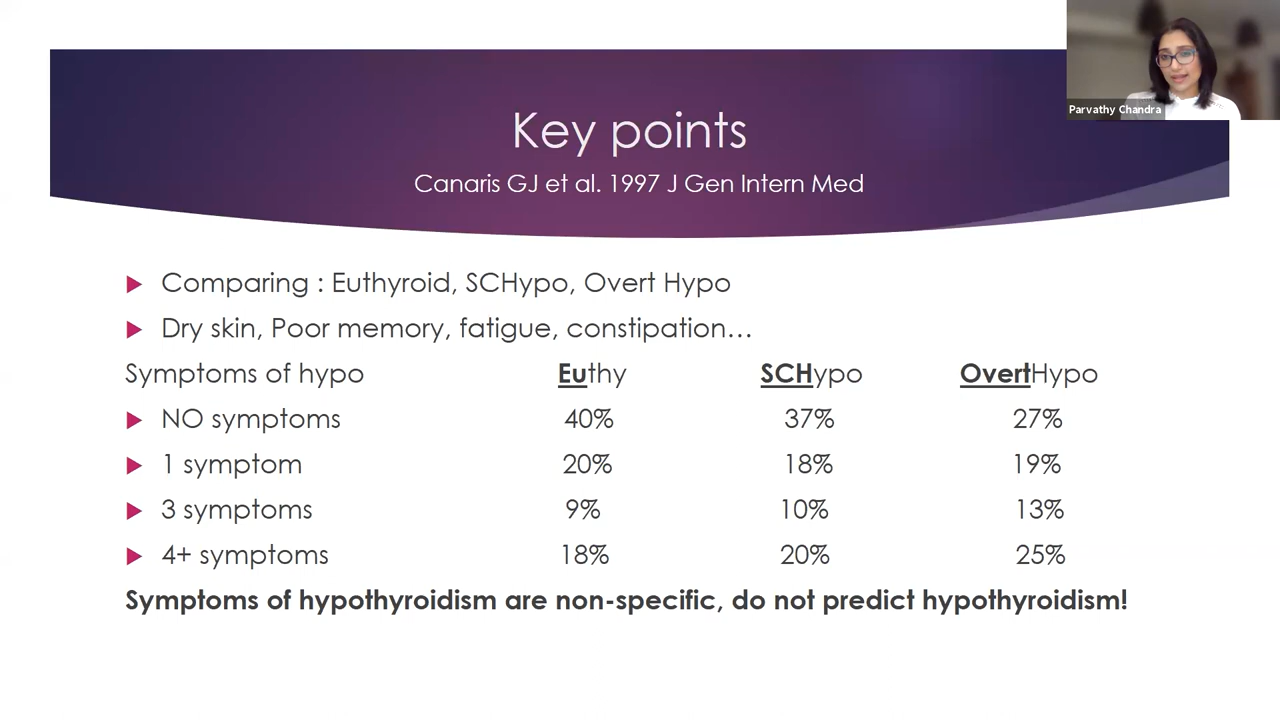 Parvathy Chandra
Key points
Canaris GJ et al. 1997 J Gen Intern Med
Comparing : Euthyroid, SCHypo, Overt Hypo
Dry skin, Poor memory, fatigue, constipation…
Symptoms of hypo Euthy SCHypo OvertHypo
NO symptoms 40% 37% 27%
1 symptom 20% 18% 19%
3 symptoms 9% 10% 13%
4+ symptoms 18% 20% 25%
Symptoms of hypothyroidism are non-specific, do not predict hypothyroidism!